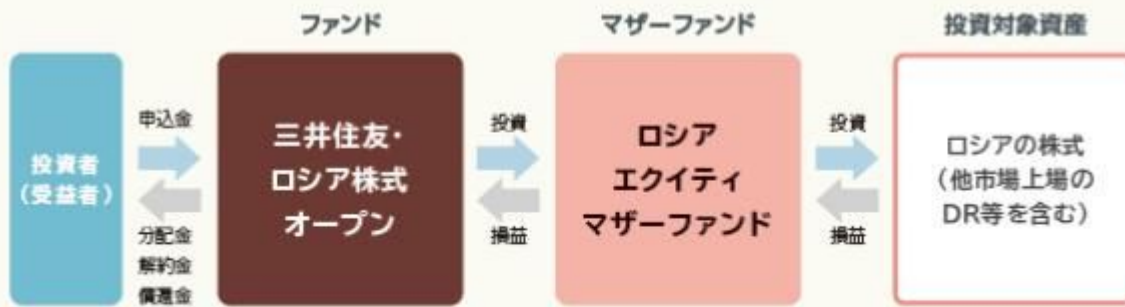 ファンド
マザーファンド
投資対象資産
投資者
(受益者)
申込金
分配金
解約金
償還金
三井住友・
ロシア株式
オープン
投資
損益
ロシア
エクイティ
マザーファンド
投資
損益
ロシアの株式
(他市場上場の
DR等を含む)